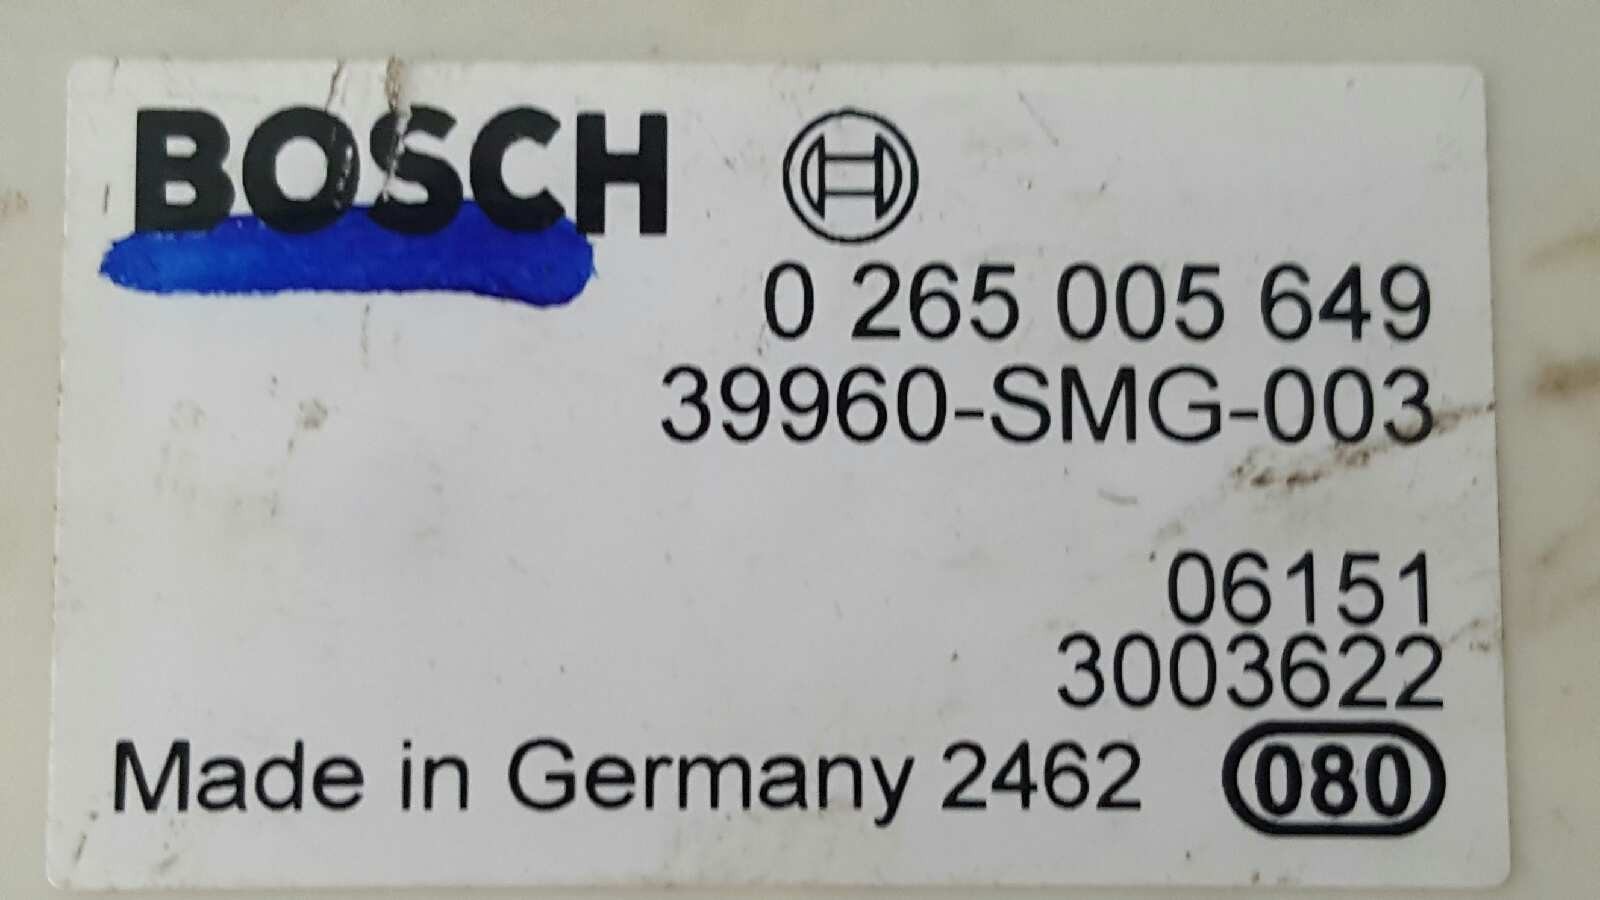 BOSCH
0 265 005 649
39960-SMG-003
06151
3003622
Made in Germany 2462 080